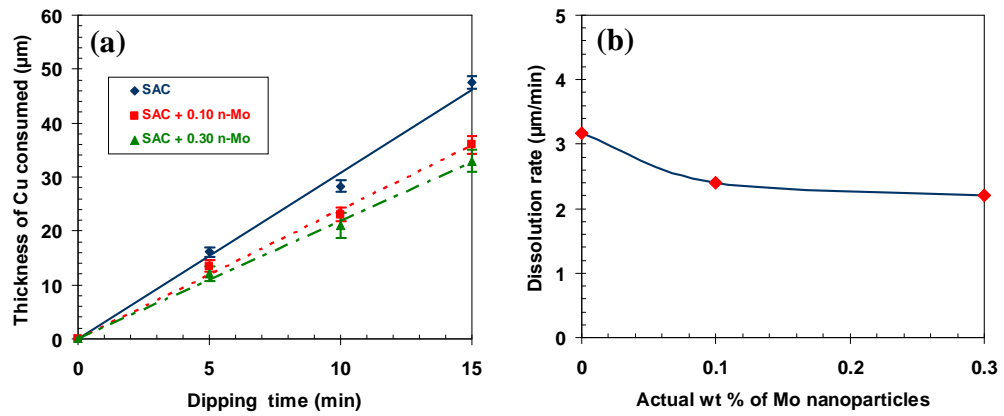 (a)
Thickness of Cu consumed (µm)
60
50
40
30
20
10
0
SAC
SAC + 0.10 n-Mo
SAC + 0.30 n-Mo
0 5 10 15
Dipping time (min)
(b)
Dissolution rate (µm/min)
5
4
3
2
1
0
0 0.1 0.2 0.3
Actual wt % of Mo nanoparticles